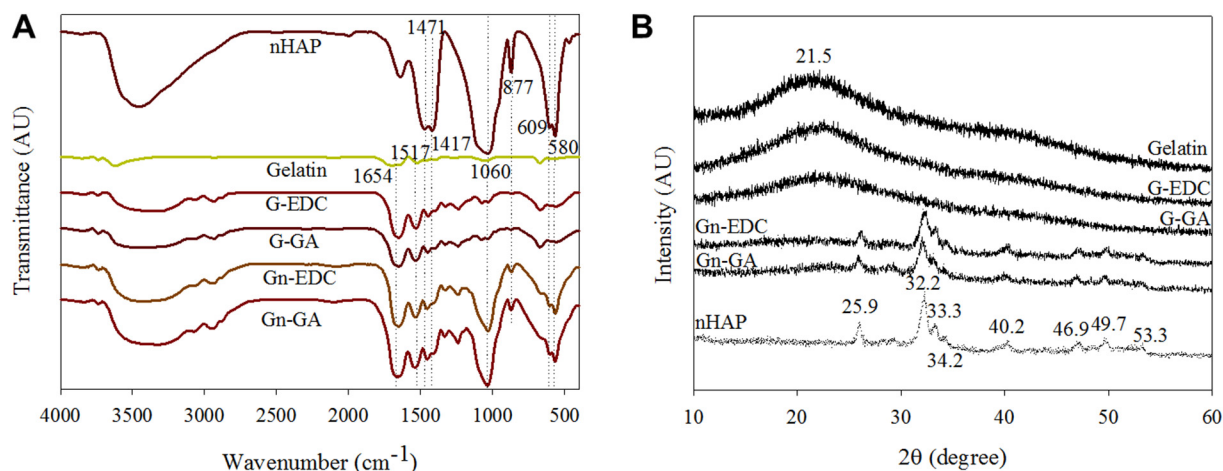 A
1471
nHAP
877
609
580
1517
1417
1060
1654
Gelatin
G-EDC
G-GA
Gn-EDC
Gn-GA
Transmittance (AU)
4000 3500 3000 2500 2000 1500 1000 500
Wavenumber (cm-1)
B
21.5
Gelatin
G-EDC
G-GA
Gn-EDC
Gn-GA
32.2
25.9
33.3
34.2
40.2
46.9
49.7
53.3
nHAP
Intensity (AU)
10 20 30 40 50 60
2θ (degree)